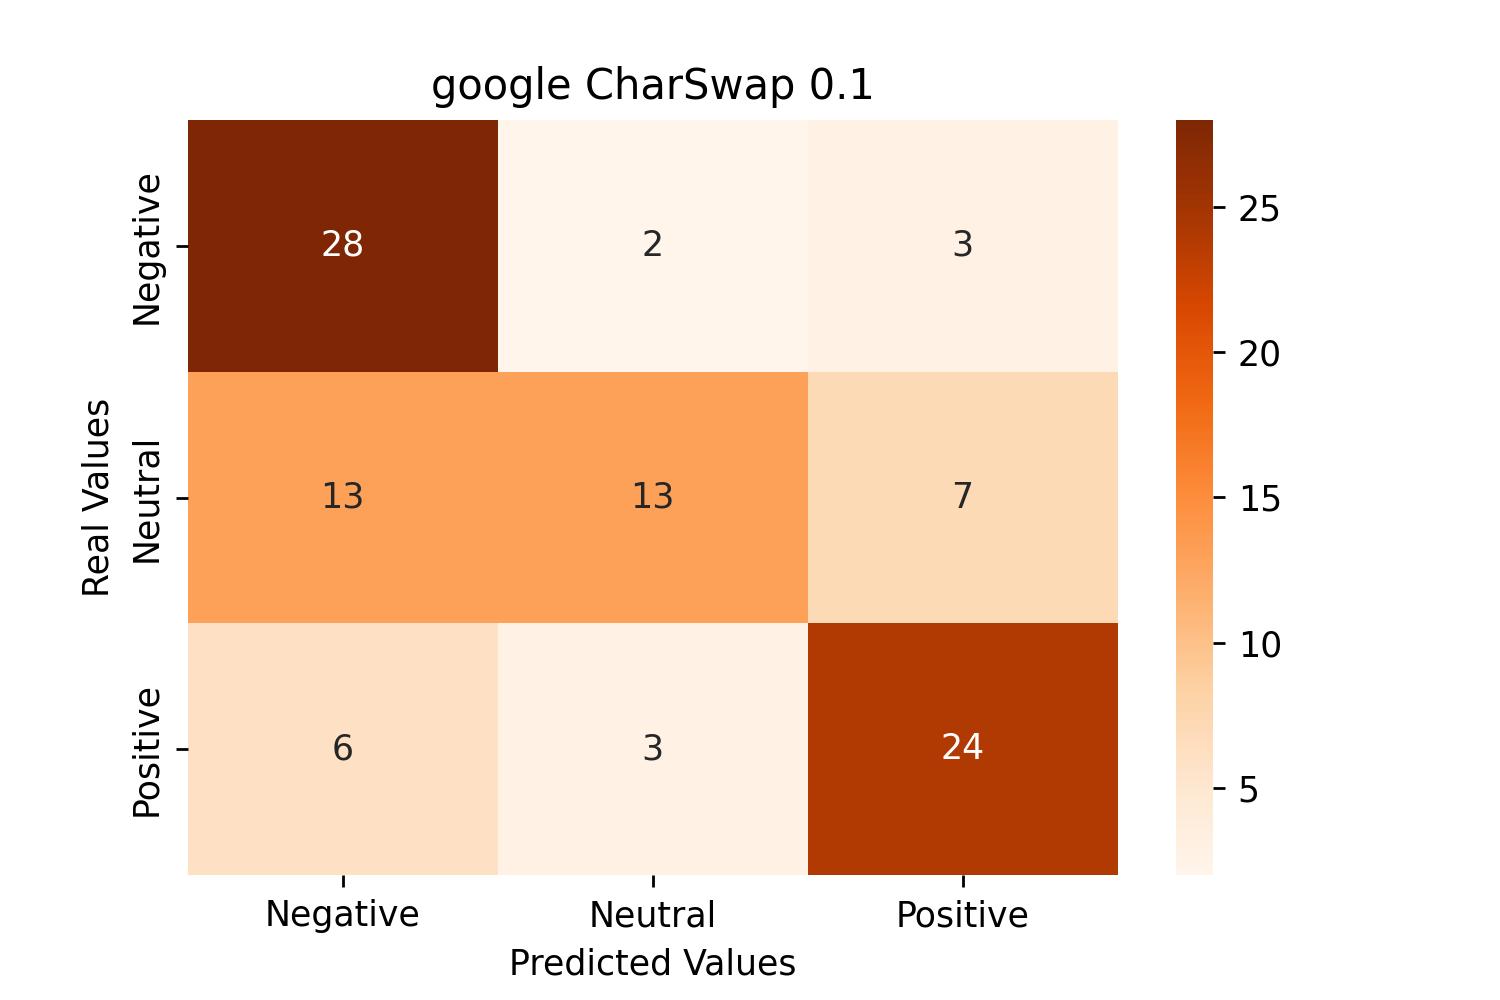 google CharSwap 0.1
Real Values
Negative
28
2
3
Neutral
13
13
7
Positive
6
3
24
Negative
Neutral
Positive
Predicted Values
25
20
15
10
5